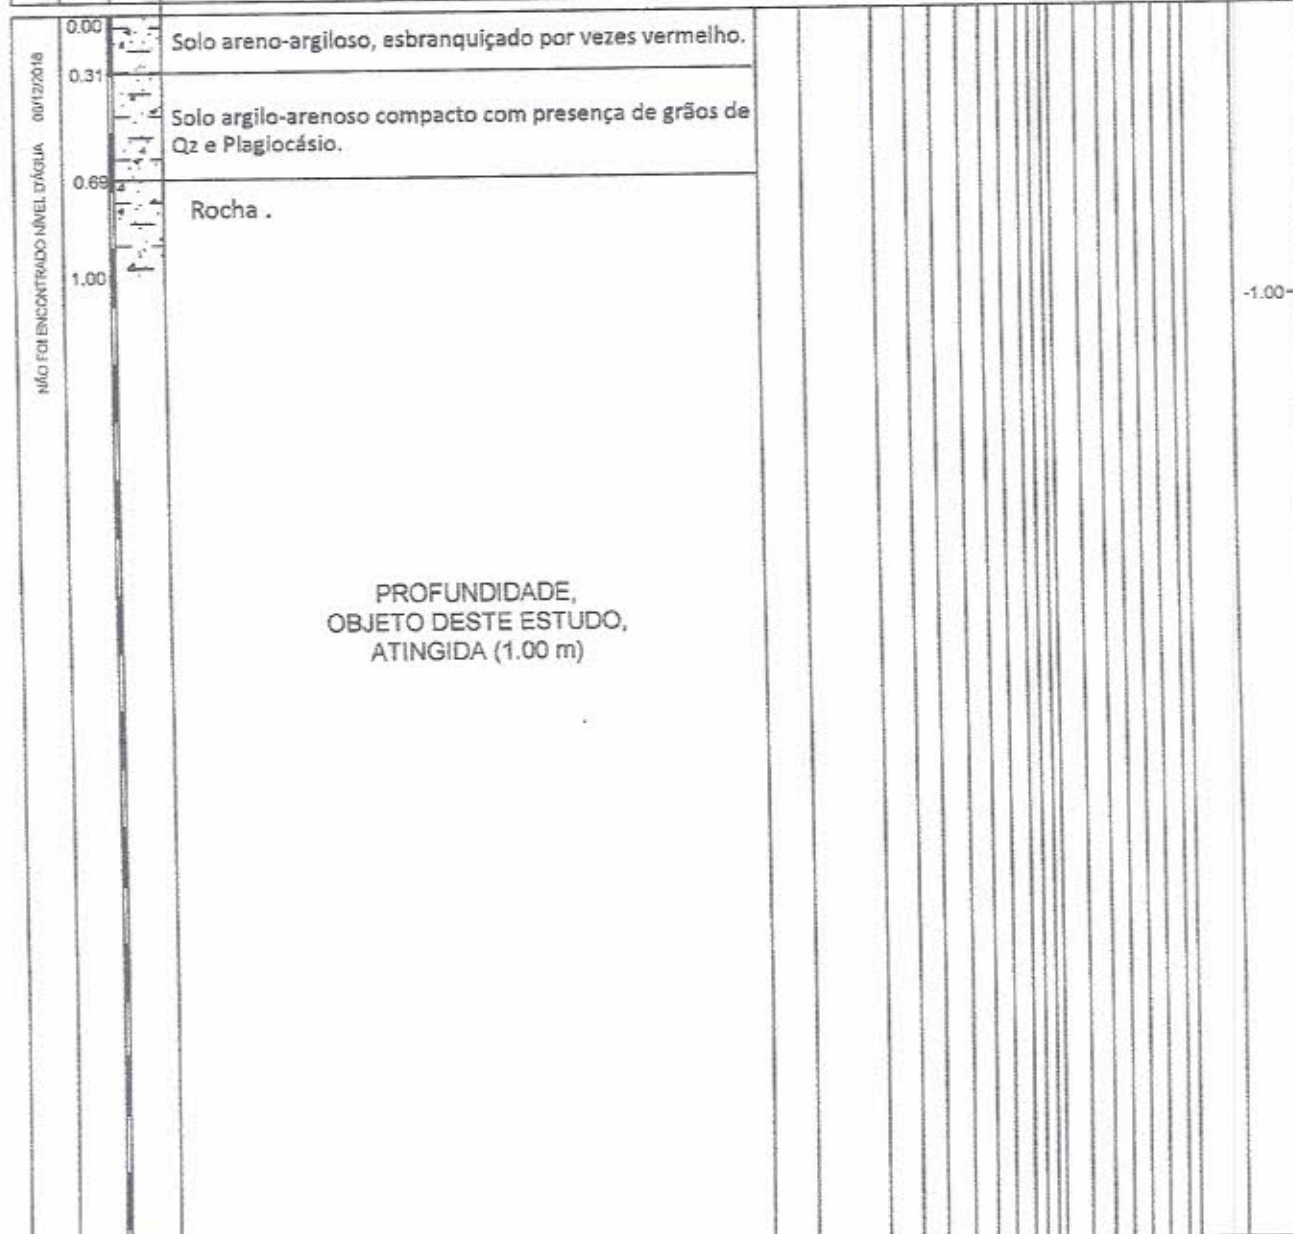 0.00
Solo areno-argiloso, esbranquiçado por vezes vermelho.
0.31
Solo argilo-arenoso compacto com presença de grãos de
Qz e Plagiocásio.
0.69
Rocha .
1.00
-1.00
NÃO FOI ENCONTRADO NÍVEL D'ÁGUA
PROFUNDIDADE,
OBJETO DESTE ESTUDO,
ATINGIDA (1.00 m)